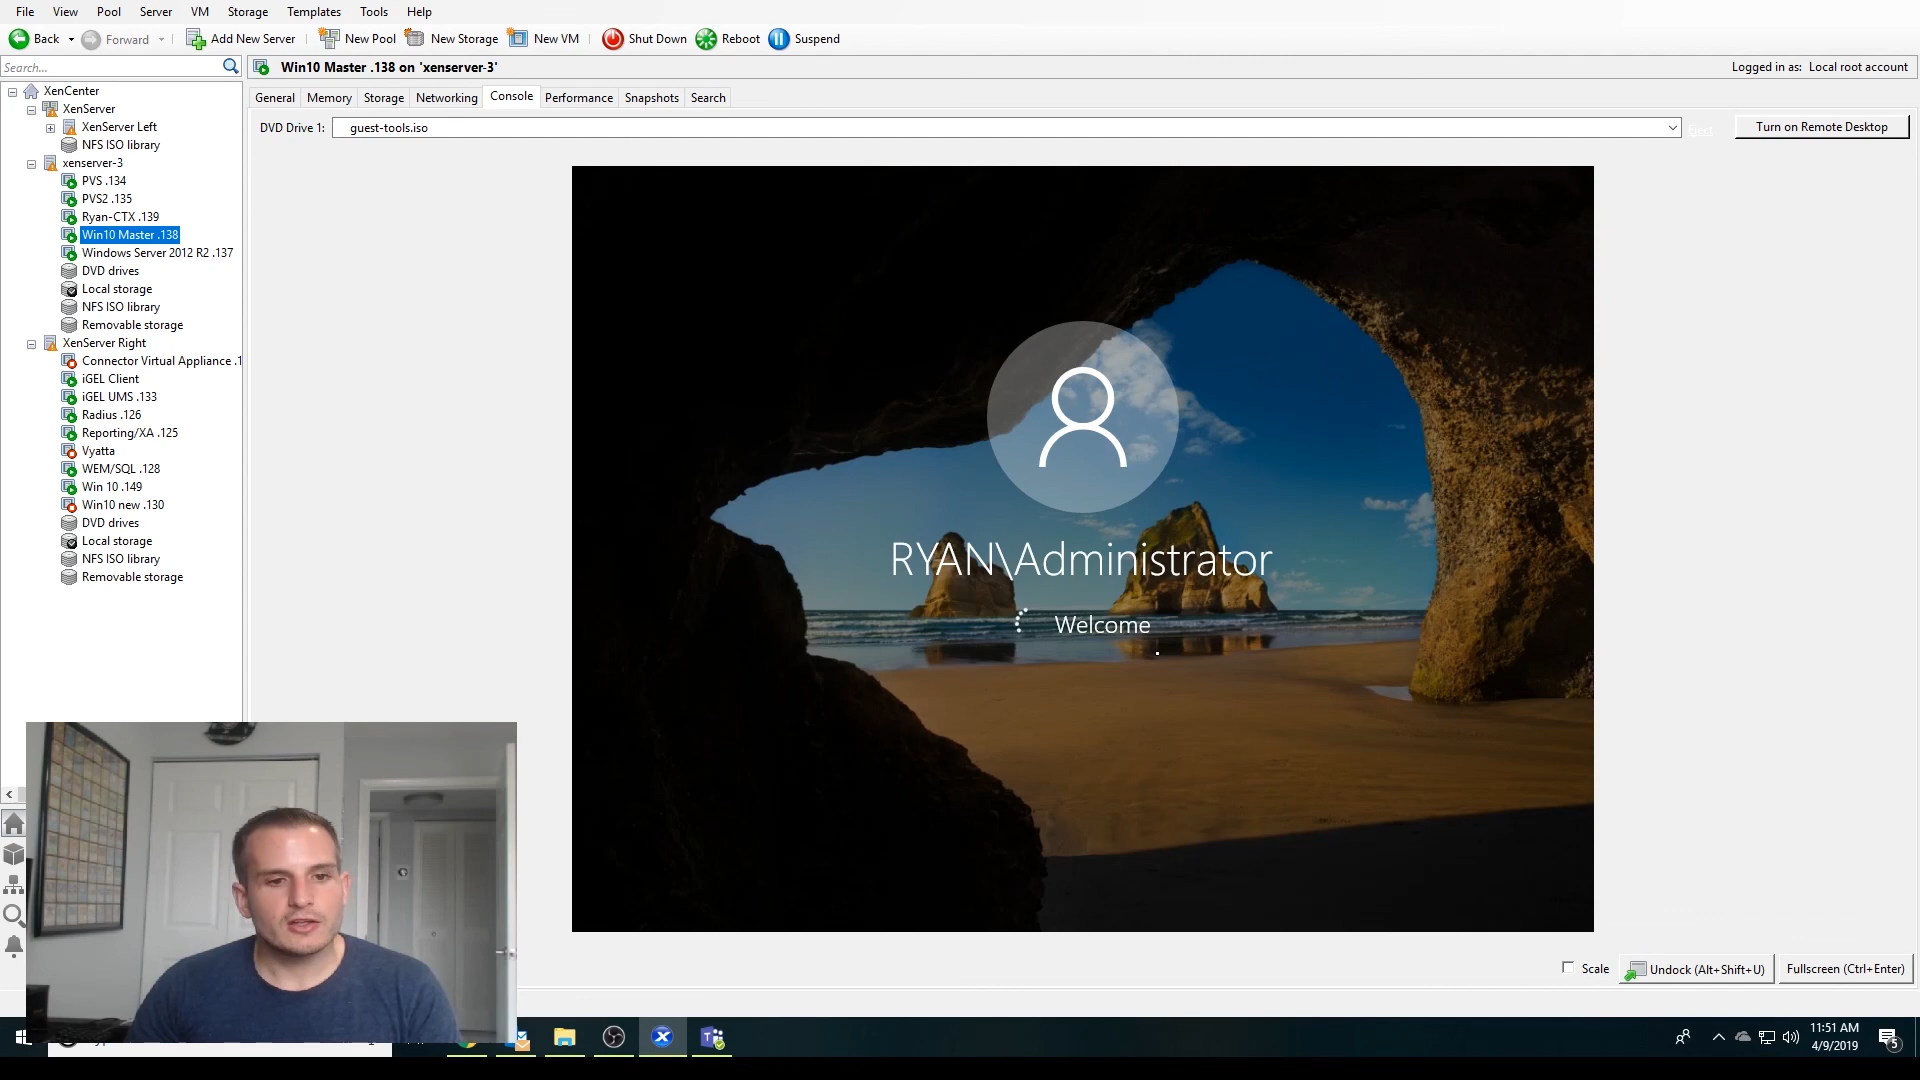 File View Pool Server VM Storage Templates Tools Help
Back Forward Add New Server New Pool New Storage New VM Shut Down Reboot Suspend
Search...
Win10 Master .138 on 'xenserver-3' Logged in as: Local root account
General Memory Storage Networking Console Performance Snapshots Search
DVD Drive 1: guest-tools.iso Eject Turn on Remote Desktop
XenCenter
XenServer
XenServer Left
NFS ISO library
xenserver-3
PVS .134
PVS2 .135
Ryan-CTX .139
Win10 Master .138
Windows Server 2012 R2 .137
DVD drives
Local storage
NFS ISO library
Removable storage
XenServer Right
Connector Virtual Appliance .1
iGEL Client
iGEL UMS .133
Radius .126
Reporting/XA .125
Vyatta
WEM/SQL .128
Win 10 .149
Win10 new .130
DVD drives
Local storage
NFS ISO library
Removable storage
RYAN\Administrator
Welcome
Scale Undock (Alt+Shift+U) Fullscreen (Ctrl+Enter)
11:51 AM
4/9/2019
5